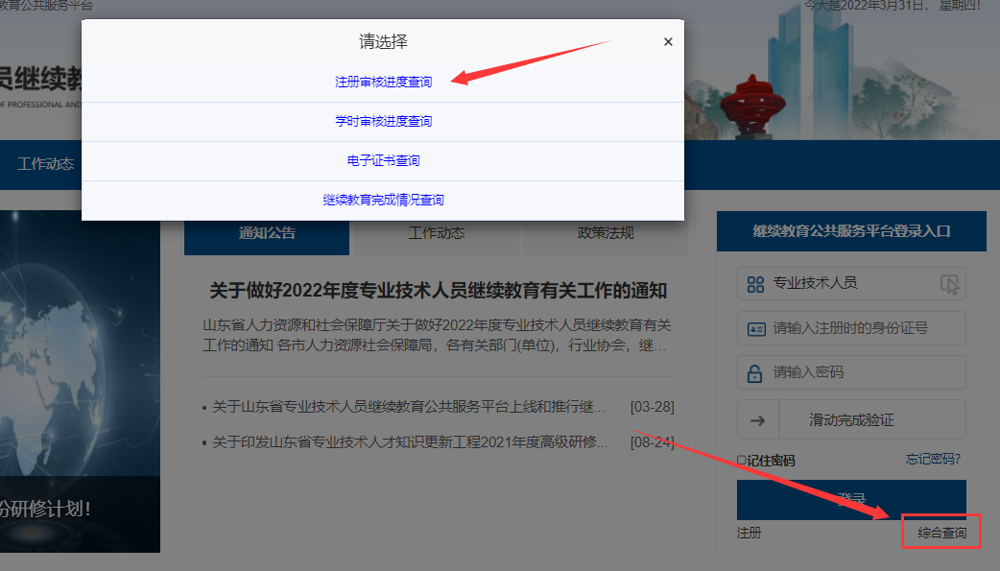 教育公共服务平台
今天是2022年3月31日， 星期四!
请选择
×
注册审核进度查询
学时审核进度查询
电子证书查询
继续教育完成情况查询
员继续教
OF PROFESSIONAL AND
工作动态
通知公告
工作动态
政策法规
关于做好2022年度专业技术人员继续教育有关工作的通知
山东省人力资源和社会保障厅关于做好2022年度专业技术人员继续教育有关
工作的通知 各市人力资源社会保障局，各有关部门(单位)，行业协会，继...
• 关于山东省专业技术人员继续教育公共服务平台上线和推行继... [03-28]
• 关于印发山东省专业技术人才知识更新工程2021年度高级研修... [08-24]
份研修计划!
继续教育公共服务平台登录入口
专业技术人员
请输入注册时的身份证号
请输入密码
滑动完成验证
记住密码
忘记密码?
登录
注册
综合查询